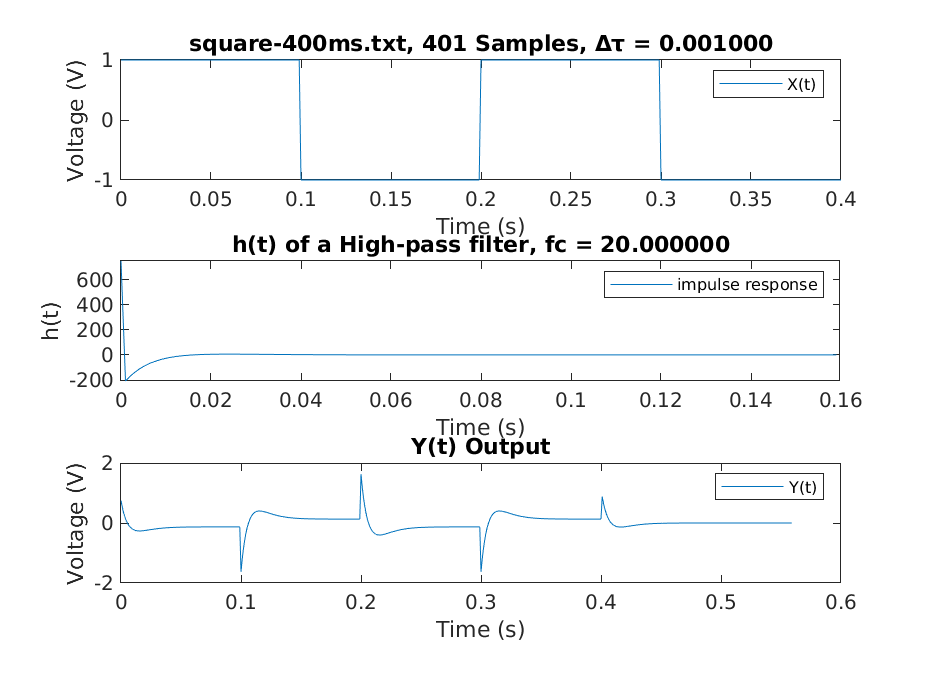 square-400ms.txt, 401 Samples, Δτ = 0.001000
Voltage (V)
1
0
-1
X(t)
0 0.05 0.1 0.15 0.2 0.25 0.3 0.35 0.4
Time (s)
h(t) of a High-pass filter, fc = 20.000000
h(t)
600
400
200
0
-200
impulse response
0 0.02 0.04 0.06 0.08 0.1 0.12 0.14 0.16
Time (s)
Y(t) Output
Voltage (V)
2
0
-2
Y(t)
0 0.1 0.2 0.3 0.4 0.5 0.6
Time (s)